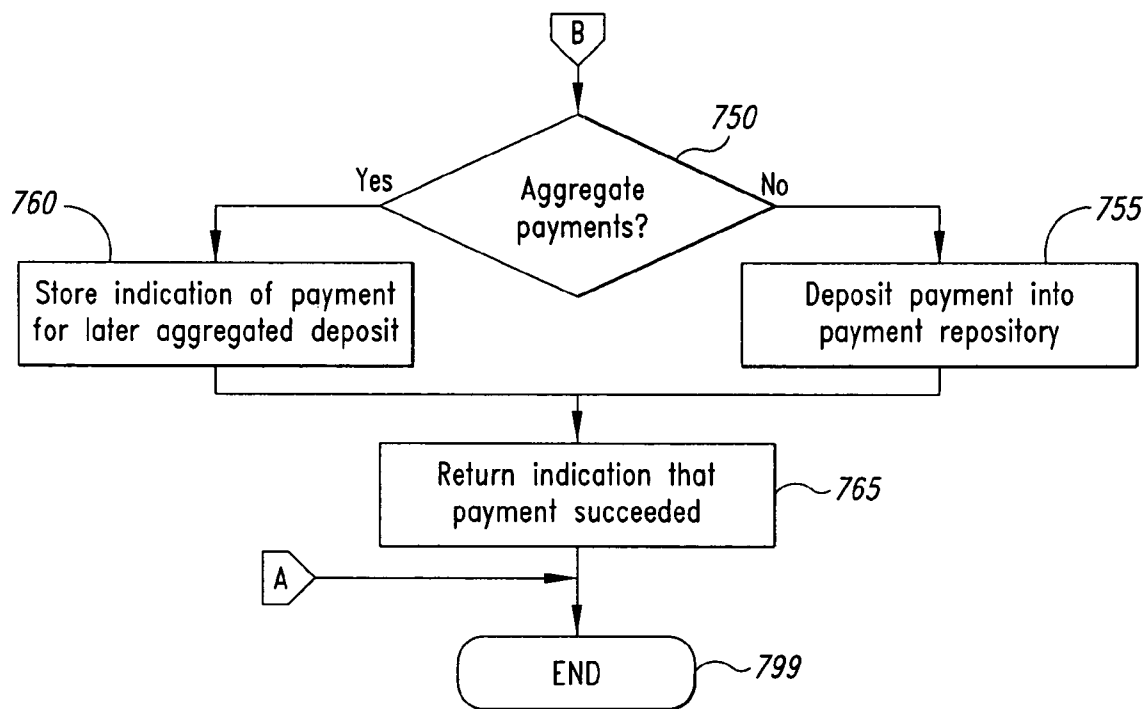 B
750
Yes
Aggregate
payments?
No
760
755
Store indication of payment
for later aggregated deposit
Deposit payment into
payment repository
Return indication that
payment succeeded
765
A
END
799